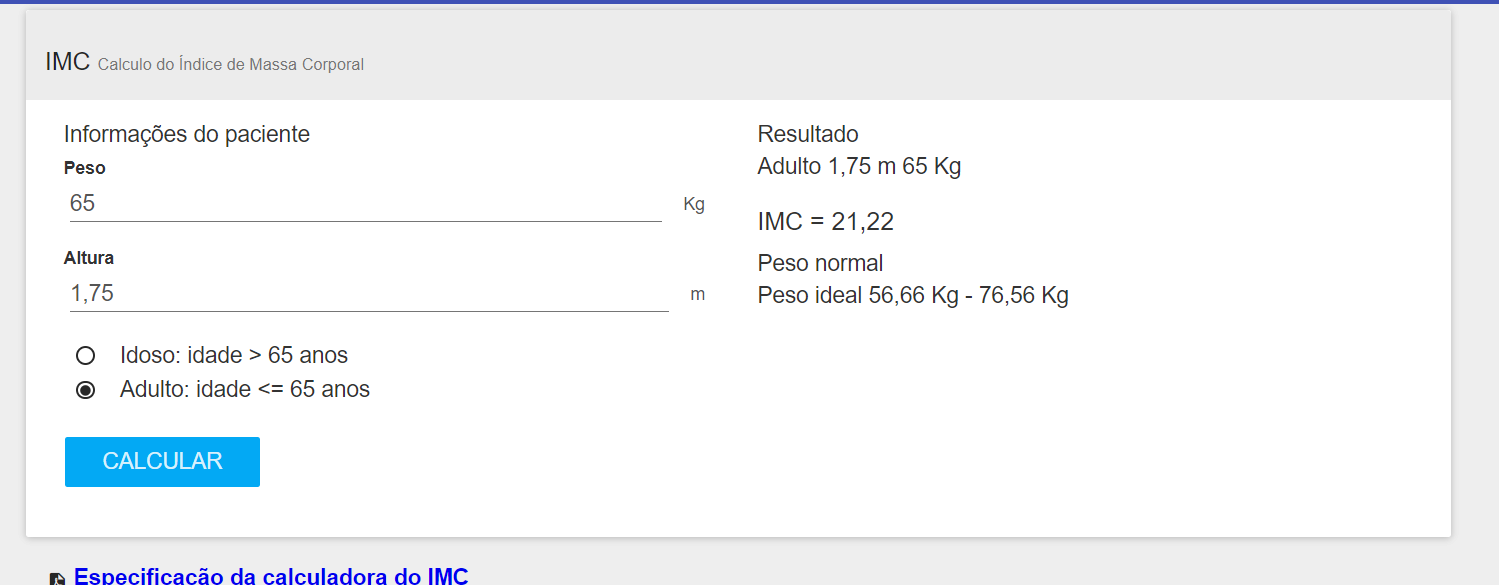 IMC Calculo do Índice de Massa Corporal
Informações do paciente
Peso
65 Kg
Altura
1,75 m
Idoso: idade > 65 anos
Adulto: idade <= 65 anos
CALCULAR
Resultado
Adulto 1,75 m 65 Kg
IMC = 21,22
Peso normal
Peso ideal 56,66 Kg - 76,56 Kg
Especificação da calculadora do IMC